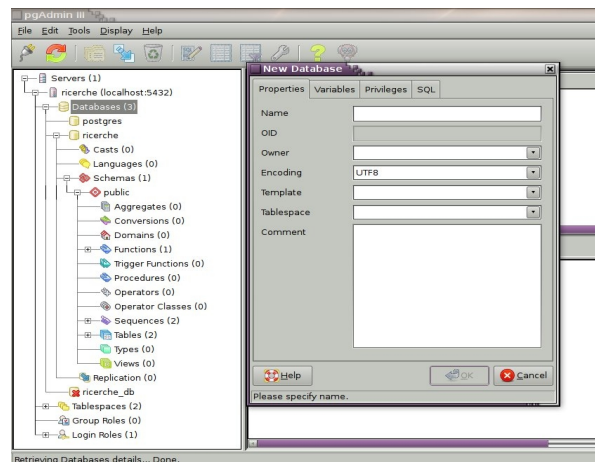 pgAdmin III
File Edit Tools Display Help
Servers (1)
ricerche (localhost:5432)
Databases (3)
postgres
ricerche
Casts (0)
Languages (0)
Schemas (1)
public
Aggregates (0)
Conversions (0)
Domains (0)
Functions (1)
Trigger Functions (0)
Procedures (0)
Operators (0)
Operator Classes (0)
Sequences (2)
Tables (2)
Types (0)
Views (0)
Replication (0)
ricerche_db
Tablespaces (2)
Group Roles (0)
Login Roles (1)
Retrieving Databases details... Done.
New Database
Properties Variables Privileges SQL
Name
OID
Owner
Encoding UTF8
Template
Tablespace
Comment
Help OK Cancel
Please specify name.